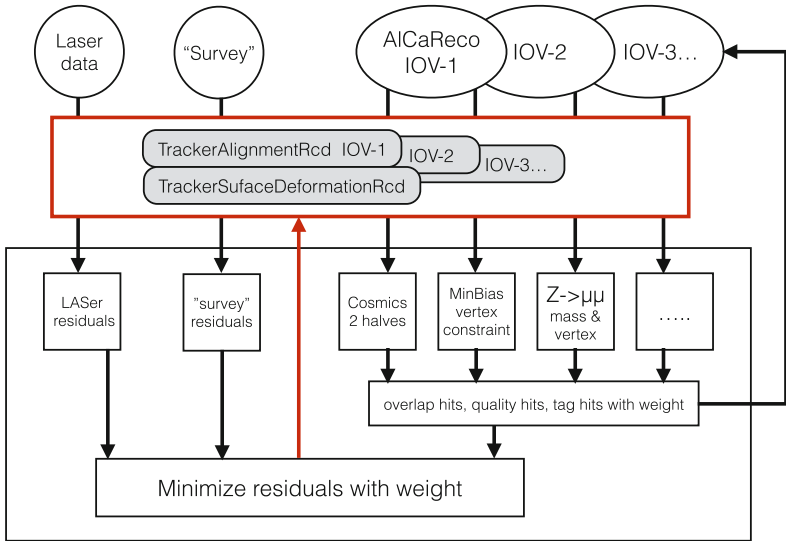 Laser
data
“Survey”
AlCaReco
IOV-1
IOV-2
IOV-3...
TrackerAlignmentRcd IOV-1
IOV-2
IOV-3...
TrackerSufaceDeformationRcd
LASer
residuals
”survey”
residuals
Cosmics
2 halves
MinBias
vertex
constraint
Z->μμ
mass &
vertex
.....
overlap hits, quality hits, tag hits with weight
Minimize residuals with weight